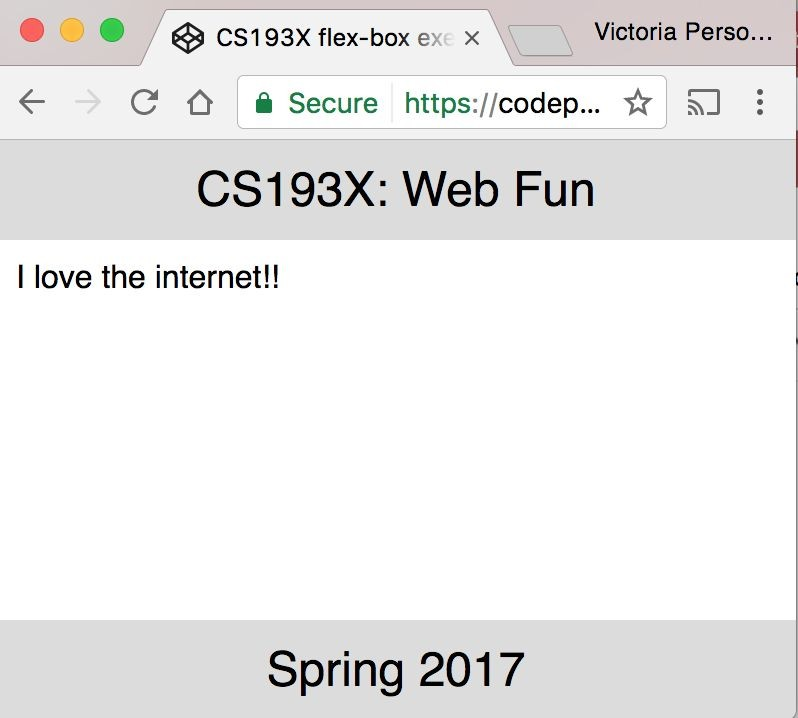 CS193X flex-box exe
Victoria Perso...
Secure https://codep...
CS193X: Web Fun
I love the internet!!
Spring 2017